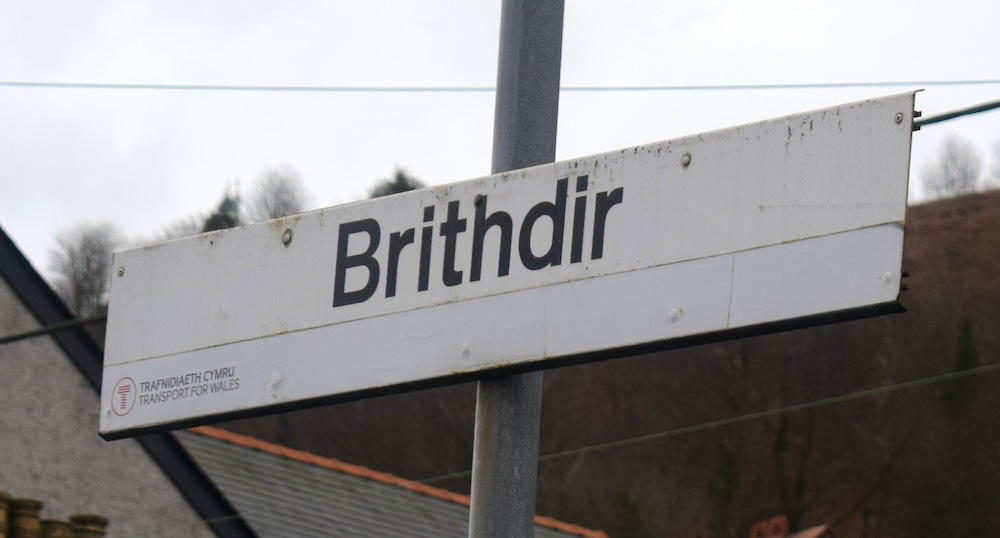 Brithdir
TRAFNIDIAETH CYMRU
TRANSPORT FOR WALES